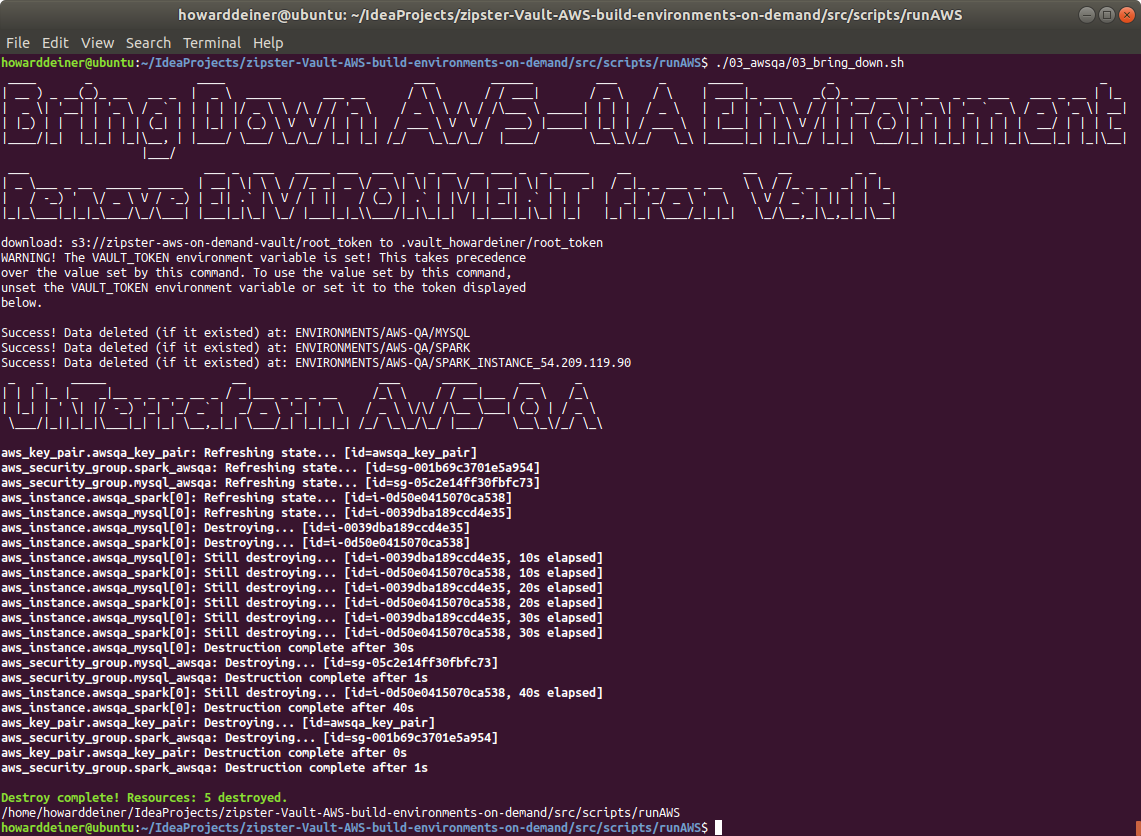 howarddeiner@ubuntu: ~/IdeaProjects/zipster-Vault-AWS-build-environments-on-demand/src/scripts/runAWS
File Edit View Search Terminal Help
howarddeiner@ubuntu:~/IdeaProjects/zipster-Vault-AWS-build-environments-on-demand/src/scripts/runAWS$ ./03_awsqa/03_bring_down.sh
Bring Down AWS-QA Environment
Remove ENVIRONMENT from Vault
download: s3://zipster-aws-on-demand-vault/root_token to .vault_howardeiner/root_token
WARNING! The VAULT_TOKEN environment variable is set! This takes precedence
over the value set by this command. To use the value set by this command,
unset the VAULT_TOKEN environment variable or set it to the token displayed
below.
Success! Data deleted (if it existed) at: ENVIRONMENTS/AWS-QA/MYSQL
Success! Data deleted (if it existed) at: ENVIRONMENTS/AWS-QA/SPARK
Success! Data deleted (if it existed) at: ENVIRONMENTS/AWS-QA/SPARK_INSTANCE_54.209.119.90
UnTerraform AWS-QA
aws_key_pair.awsqa_key_pair: Refreshing state... [id=awsqa_key_pair]
aws_security_group.spark_awsqa: Refreshing state... [id=sg-001b69c3701e5a954]
aws_security_group.mysql_awsqa: Refreshing state... [id=sg-05c2e14ff30fbfc73]
aws_instance.awsqa_spark[0]: Refreshing state... [id=i-0d50e0415070ca538]
aws_instance.awsqa_mysql[0]: Refreshing state... [id=i-0039dba189ccd4e35]
aws_instance.awsqa_mysql[0]: Destroying... [id=i-0039dba189ccd4e35]
aws_instance.awsqa_spark[0]: Destroying... [id=i-0d50e0415070ca538]
aws_instance.awsqa_mysql[0]: Still destroying... [id=i-0039dba189ccd4e35, 10s elapsed]
aws_instance.awsqa_spark[0]: Still destroying... [id=i-0d50e0415070ca538, 10s elapsed]
aws_instance.awsqa_mysql[0]: Still destroying... [id=i-0039dba189ccd4e35, 20s elapsed]
aws_instance.awsqa_spark[0]: Still destroying... [id=i-0d50e0415070ca538, 20s elapsed]
aws_instance.awsqa_mysql[0]: Still destroying... [id=i-0039dba189ccd4e35, 30s elapsed]
aws_instance.awsqa_spark[0]: Still destroying... [id=i-0d50e0415070ca538, 30s elapsed]
aws_instance.awsqa_mysql[0]: Destruction complete after 30s
aws_security_group.mysql_awsqa: Destroying... [id=sg-05c2e14ff30fbfc73]
aws_security_group.mysql_awsqa: Destruction complete after 1s
aws_instance.awsqa_spark[0]: Still destroying... [id=i-0d50e0415070ca538, 40s elapsed]
aws_instance.awsqa_spark[0]: Destruction complete after 40s
aws_key_pair.awsqa_key_pair: Destroying... [id=awsqa_key_pair]
aws_security_group.spark_awsqa: Destroying... [id=sg-001b69c3701e5a954]
aws_key_pair.awsqa_key_pair: Destruction complete after 0s
aws_security_group.spark_awsqa: Destruction complete after 1s
Destroy complete! Resources: 5 destroyed.
/home/howarddeiner/IdeaProjects/zipster-Vault-AWS-build-environments-on-demand/src/scripts/runAWS
howarddeiner@ubuntu:~/IdeaProjects/zipster-Vault-AWS-build-environments-on-demand/src/scripts/runAWS$